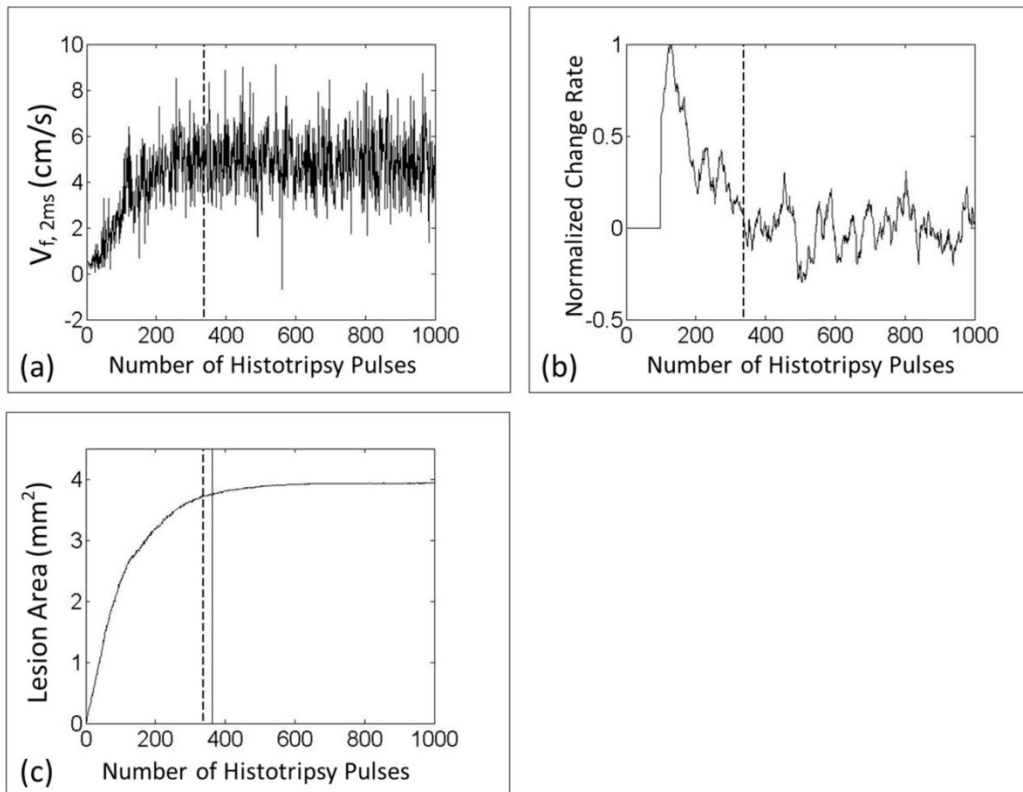 10
8
6
4
2
0
-2
V_f, 2ms (cm/s)
0 200 400 600 800 1000
Number of Histotripsy Pulses
(a)
1
0.5
0
-0.5
Normalized Change Rate
0 200 400 600 800 1000
Number of Histotripsy Pulses
(b)
4
3
2
1
0
Lesion Area (mm²)
0 200 400 600 800 1000
Number of Histotripsy Pulses
(c)